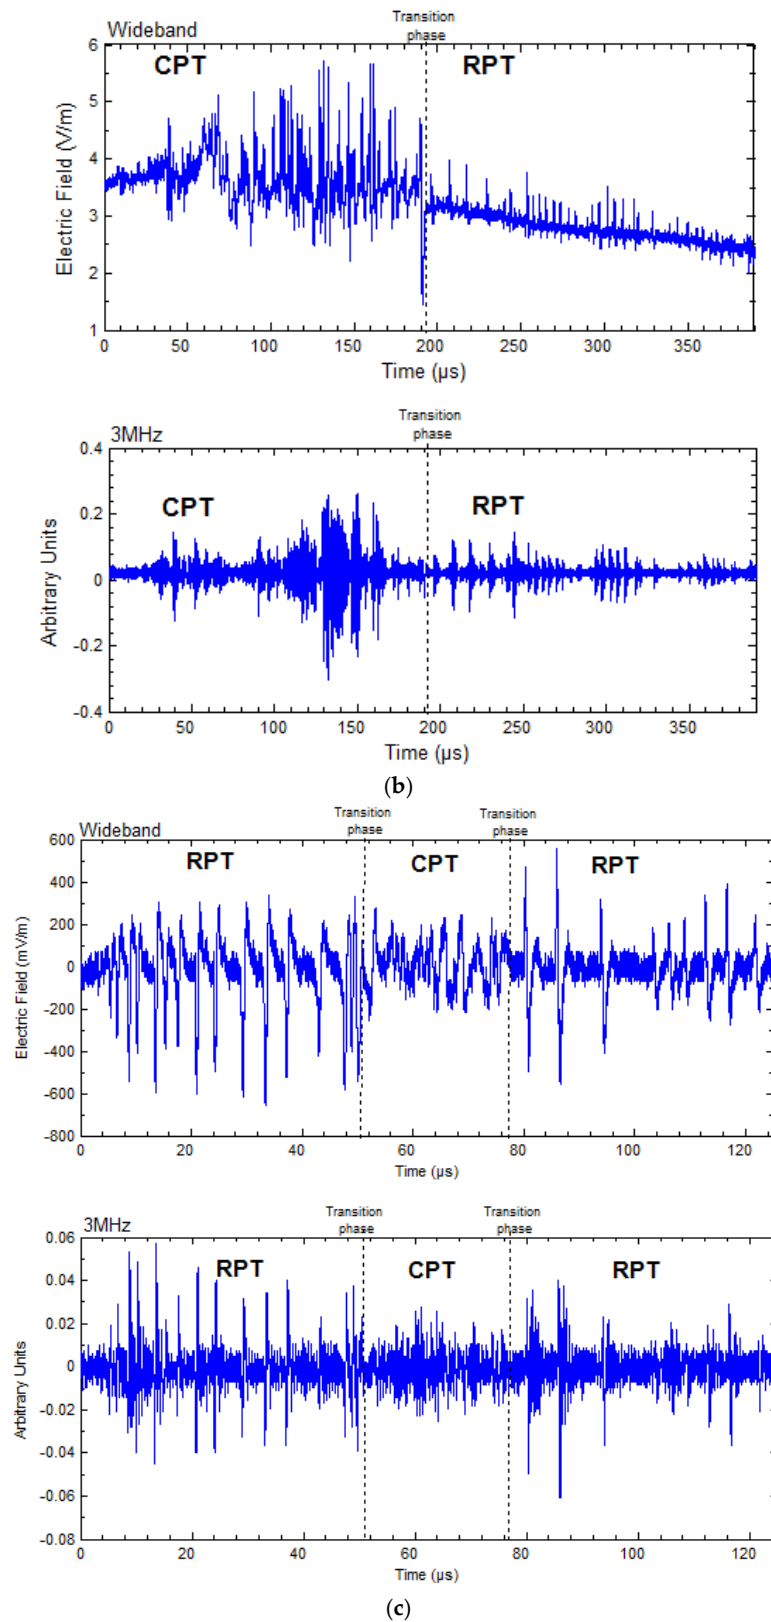 Wideband
Transition
phase
CPT
RPT
Electric Field (V/m)
6
5
4
3
2
1
0
50
100
150
200
250
300
350
Time (µs)
3MHz
Transition
phase
CPT
RPT
Arbitrary Units
0.4
0.2
0
-0.2
-0.4
0
50
100
150
200
250
300
350
Time (µs)
(b)
Wideband
Transition
phase
Transition
phase
RPT
CPT
RPT
Electric Field (mV/m)
600
400
200
0
-200
-400
-600
-800
0
20
40
60
80
100
120
Time (µs)
3MHz
Transition
phase
Transition
phase
RPT
CPT
RPT
Arbitrary Units
0.06
0.04
0.02
0
-0.02
-0.04
-0.06
-0.08
0
20
40
60
80
100
120
Time (µs)
(c)